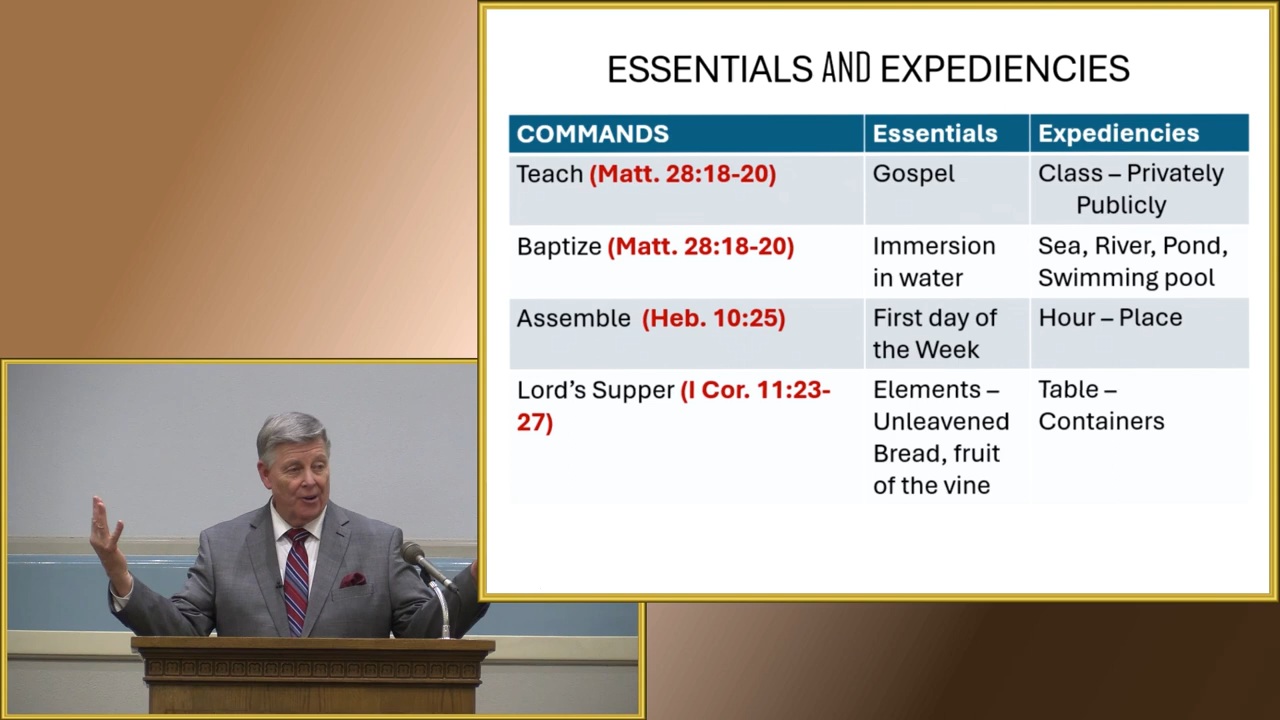 ESSENTIALS AND EXPEDIENCIES
COMMANDS Essentials Expediencies
Teach (Matt. 28:18-20) Gospel Class – Privately
Publicly
Baptize (Matt. 28:18-20) Immersion Sea, River, Pond,
in water Swimming pool
Assemble (Heb. 10:25) First day of Hour – Place
the Week
Lord’s Supper (I Cor. 11:23- Elements – Table –
27) Unleavened Containers
Bread, fruit
of the vine